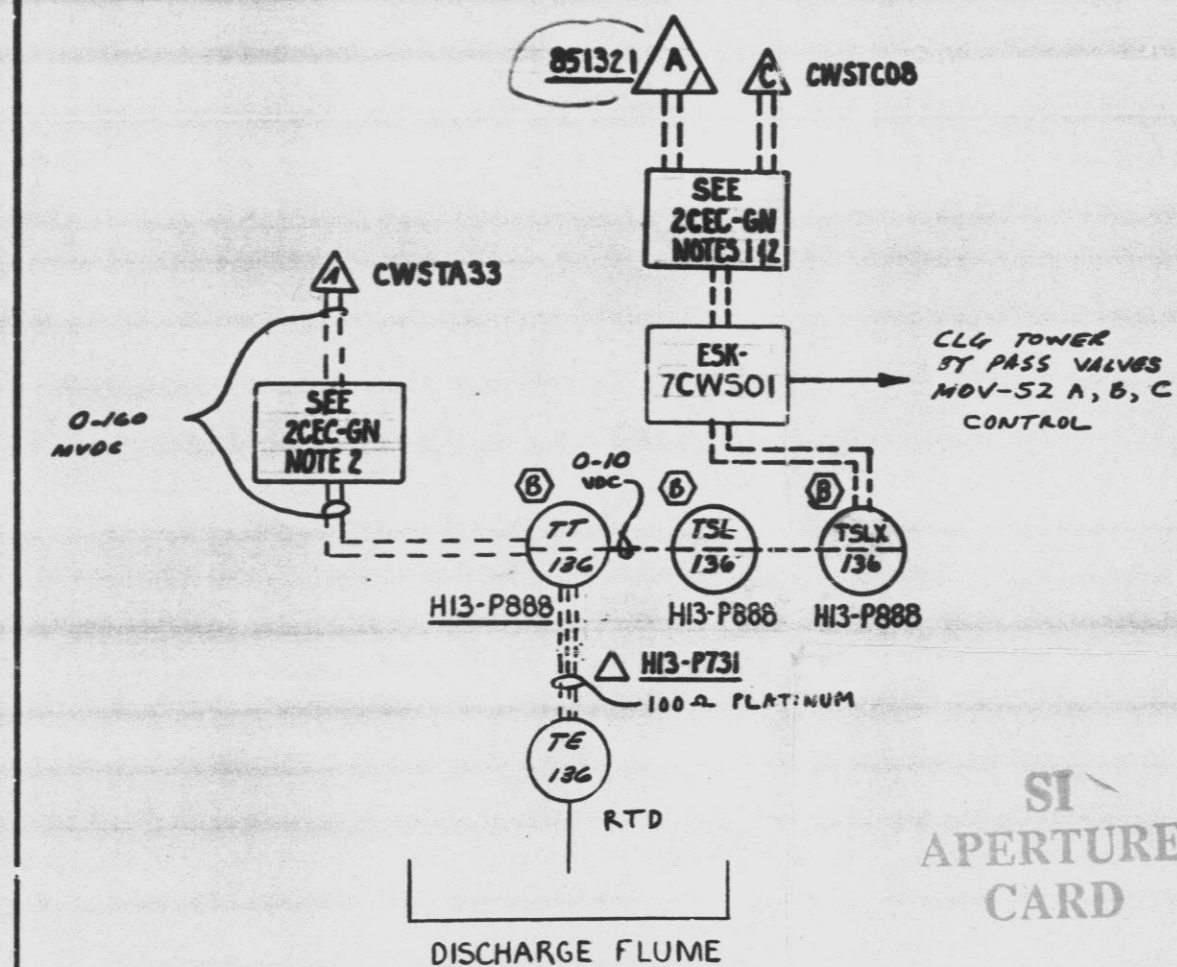 851321
A
C
CWSTC08
SEE
2CEC-GN
NOTES 1&2
A
CWSTA33
ESK-
7CWS01
CLG TOWER
BY PASS VALVES
MOV-52 A, B, C
CONTROL
0-160
MVDC
SEE
2CEC-GN
NOTE 2
0-10
VDC
B
B
B
TT
136
TSL
136
TSLX
136
H13-P888
H13-P888
H13-P888
H13-P731
100 Ω PLATINUM
TE
136
RTD
DISCHARGE FLUME
SI
APERTURE
CARD